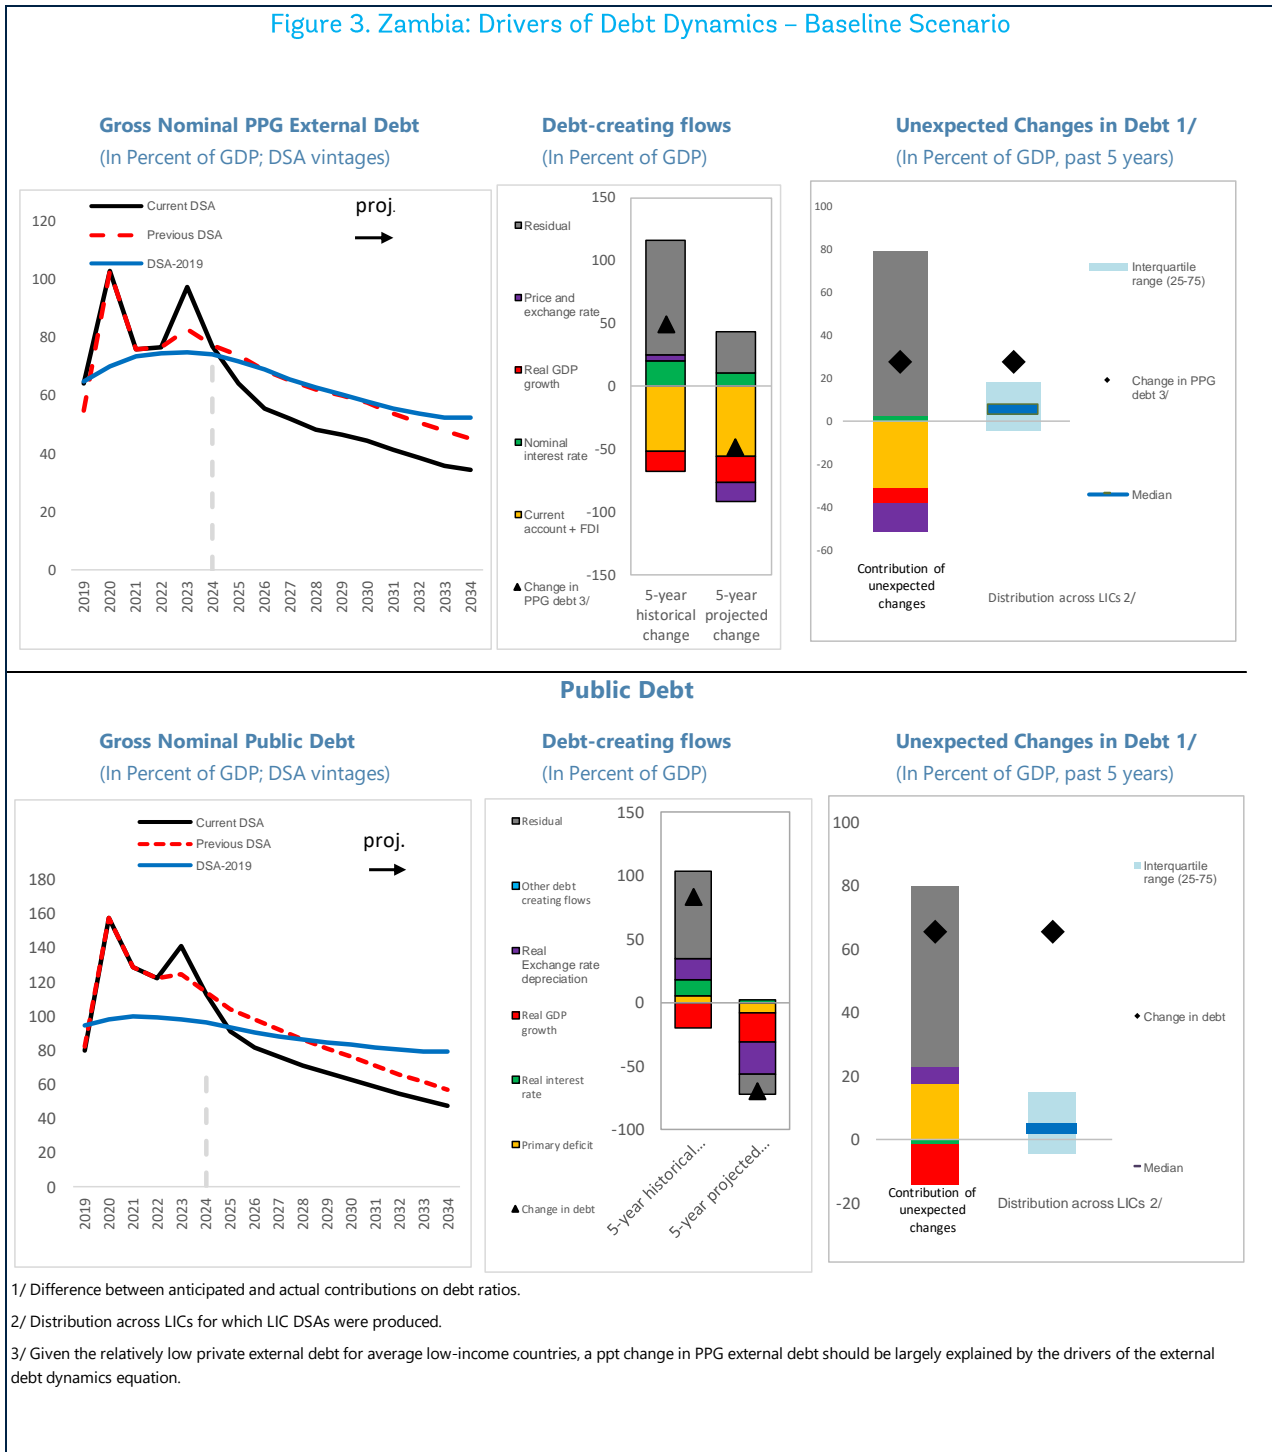 Figure 3. Zambia: Drivers of Debt Dynamics – Baseline Scenario
Gross Nominal PPG External Debt
(In Percent of GDP; DSA vintages)
Current DSA
Previous DSA
DSA-2019
proj.
120
100
80
60
40
20
0
2019
2020
2021
2022
2023
2024
2025
2026
2027
2028
2029
2030
2031
2032
2033
2034
Debt-creating flows
(In Percent of GDP)
Residual
Price and
exchange rate
Real GDP
growth
Nominal
interest rate
Current
account + FDI
Change in
PPG debt 3/
150
100
50
0
-50
-100
-150
5-year
historical
change
5-year
projected
change
Unexpected Changes in Debt 1/
(In Percent of GDP, past 5 years)
100
80
60
40
20
0
-20
-40
-60
Interquartile
range (25-75)
Change in PPG
debt 3/
Median
Contribution of
unexpected
changes
Distribution across LICs 2/
Public Debt
Gross Nominal Public Debt
(In Percent of GDP; DSA vintages)
Current DSA
Previous DSA
DSA-2019
proj.
180
160
140
120
100
80
60
40
20
0
2019
2020
2021
2022
2023
2024
2025
2026
2027
2028
2029
2030
2031
2032
2033
2034
Debt-creating flows
(In Percent of GDP)
Residual
Other debt
creating flows
Real
Exchange rate
depreciation
Real GDP
growth
Real interest
rate
Primary deficit
Change in debt
150
100
50
0
-50
-100
5-year historical...
5-year projected...
Unexpected Changes in Debt 1/
(In Percent of GDP, past 5 years)
100
80
60
40
20
0
-20
Interquartile
range (25-75)
Change in debt
Median
Contribution of
unexpected
changes
Distribution across LICs 2/
1/ Difference between anticipated and actual contributions on debt ratios.
2/ Distribution across LICs for which LIC DSAs were produced.
3/ Given the relatively low private external debt for average low-income countries, a ppt change in PPG external debt should be largely explained by the drivers of the external
debt dynamics equation.